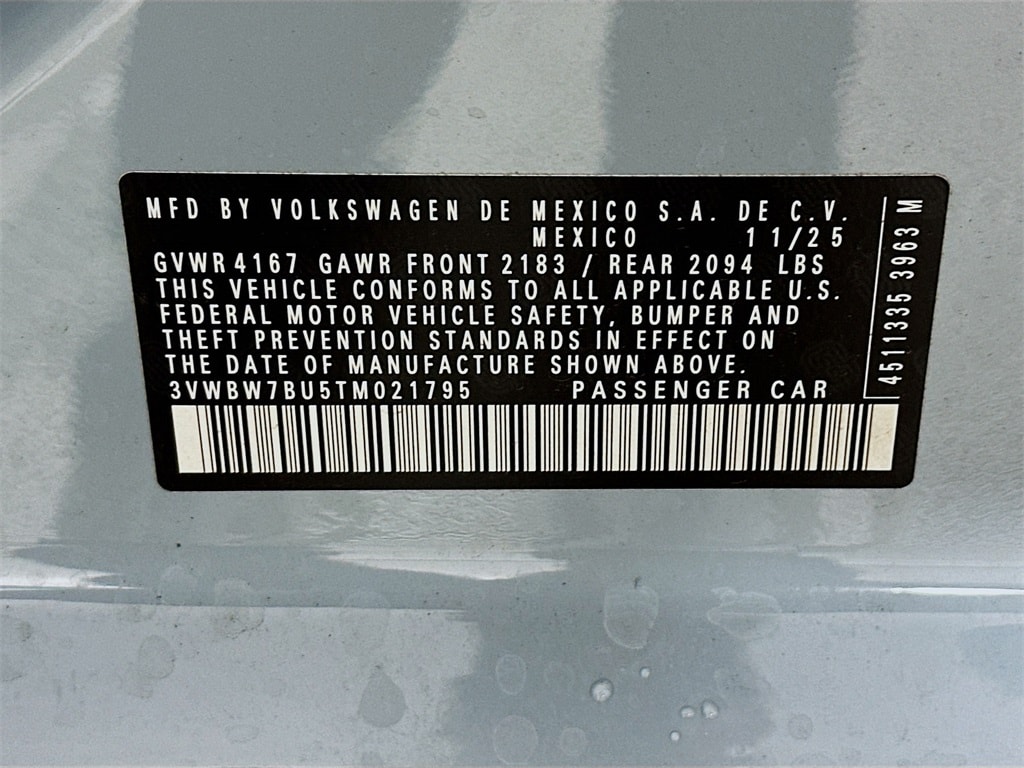 MFD BY VOLKSWAGEN DE MEXICO S.A. DE C.V.
MEXICO 11/25
GVWR 4167 GAWR FRONT 2183 / REAR 2094 LBS
THIS VEHICLE CONFORMS TO ALL APPLICABLE U.S.
FEDERAL MOTOR VEHICLE SAFETY, BUMPER AND
THEFT PREVENTION STANDARDS IN EFFECT ON
THE DATE OF MANUFACTURE SHOWN ABOVE.
3VWBW7BU5TM021795 PASSENGER CAR
4511335 3963 M